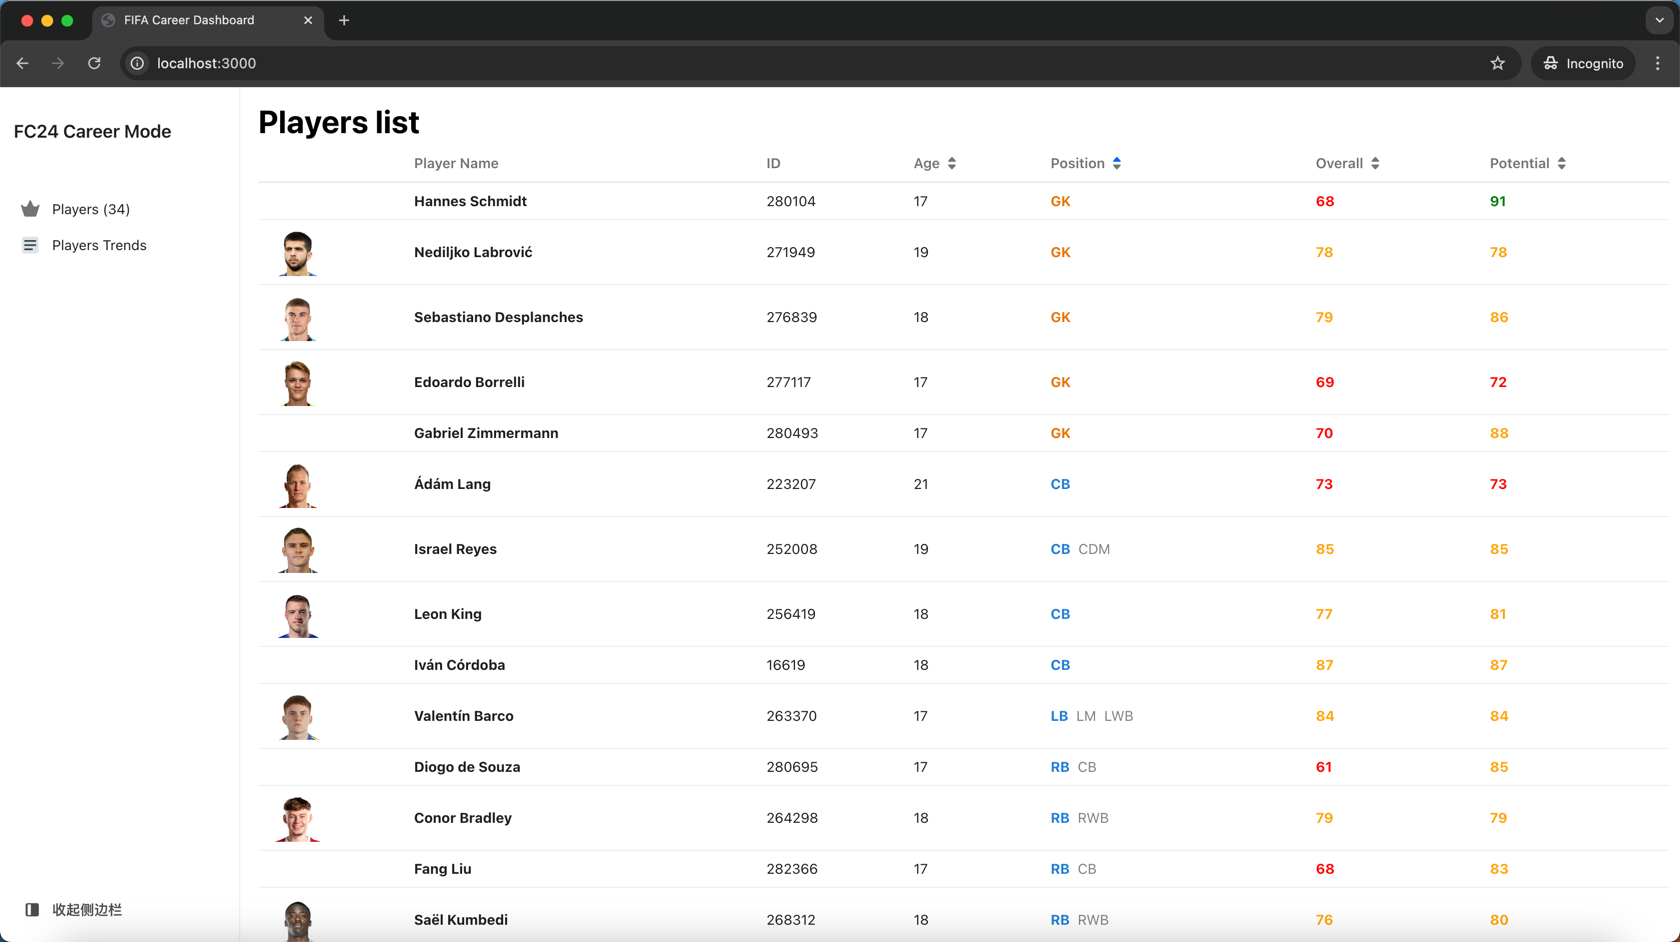 FIFA Career Dashboard
localhost:3000
Incognito
FC24 Career Mode
Players (34)
Players Trends
收起侧边栏
Players list
Player Name ID Age Position Overall Potential
Hannes Schmidt 280104 17 GK 68 91
Nediljko Labrović 271949 19 GK 78 78
Sebastiano Desplanches 276839 18 GK 79 86
Edoardo Borrelli 277117 17 GK 69 72
Gabriel Zimmermann 280493 17 GK 70 88
Ádám Lang 223207 21 CB 73 73
Israel Reyes 252008 19 CB CDM 85 85
Leon King 256419 18 CB 77 81
Iván Córdoba 16619 18 CB 87 87
Valentín Barco 263370 17 LB LM LWB 84 84
Diogo de Souza 280695 17 RB CB 61 85
Conor Bradley 264298 18 RB RWB 79 79
Fang Liu 282366 17 RB CB 68 83
Saël Kumbedi 268312 18 RB RWB 76 80